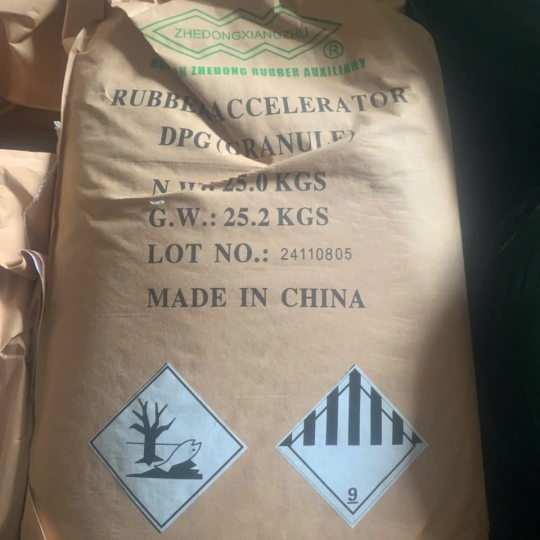 ZHEDONGXIANGZHU
®
ZHEDONG RUBBER AUXILIARY
RUBBER ACCELERATOR
DPG (GRANULE)
N.W.: 25.0 KGS
G.W.: 25.2 KGS
LOT NO.: 24110805
MADE IN CHINA
9